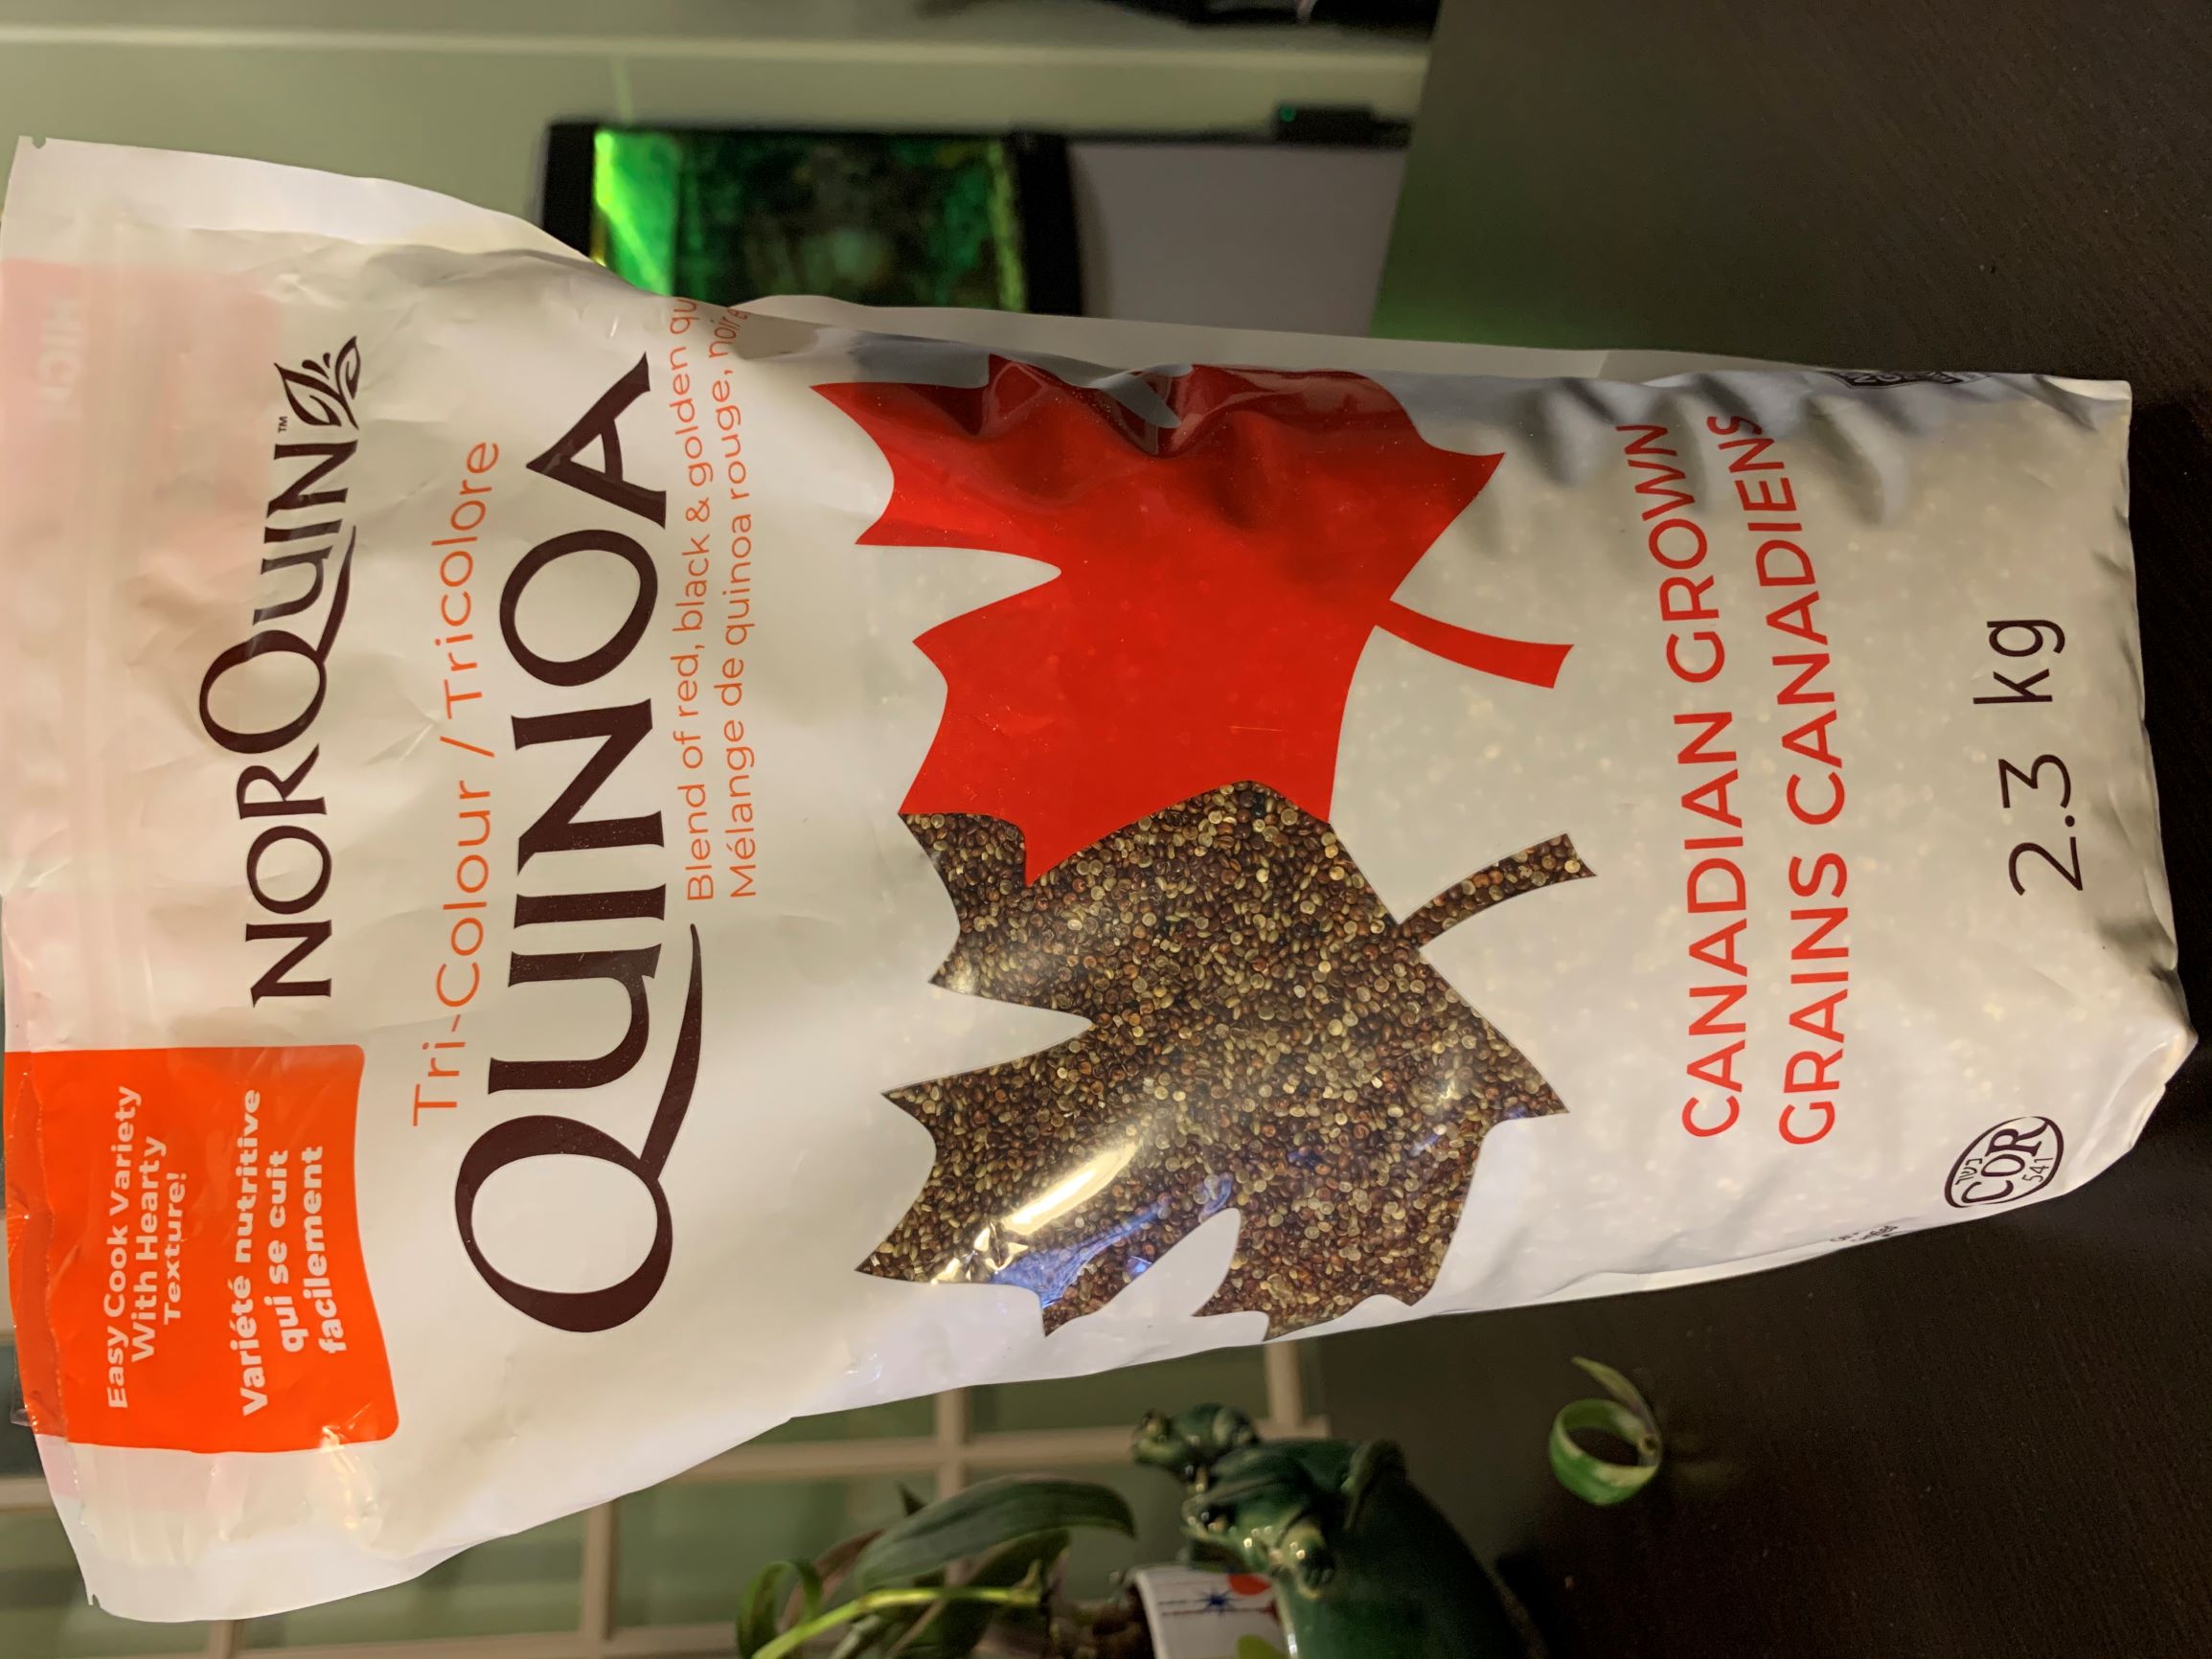 Easy Cook Variety
With Hearty
Texture!
Variété nutritive
qui se cuit
facilement
NORQUIN™
Tri-Colour / Tricolore
QUINOA
Blend of red, black & golden
Mélange de quinoa rouge,
CANADIAN GROWN
GRAINS CANADIENS
COR
541
2.3 kg